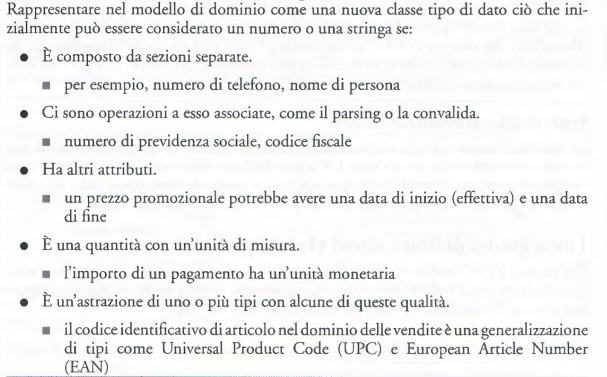 Rappresentare nel modello di dominio come una nuova classe tipo di dato ciò che ini-
zialmente può essere considerato un numero o una stringa se:
● È composto da sezioni separate.
■ per esempio, numero di telefono, nome di persona
● Ci sono operazioni a esso associate, come il parsing o la convalida.
■ numero di previdenza sociale, codice fiscale
● Ha altri attributi.
■ un prezzo promozionale potrebbe avere una data di inizio (effettiva) e una data
di fine
● È una quantità con un'unità di misura.
■ l'importo di un pagamento ha un'unità monetaria
● È un'astrazione di uno o più tipi con alcune di queste qualità.
■ il codice identificativo di articolo nel dominio delle vendite è una generalizzazione
di tipi come Universal Product Code (UPC) e European Article Number
(EAN)